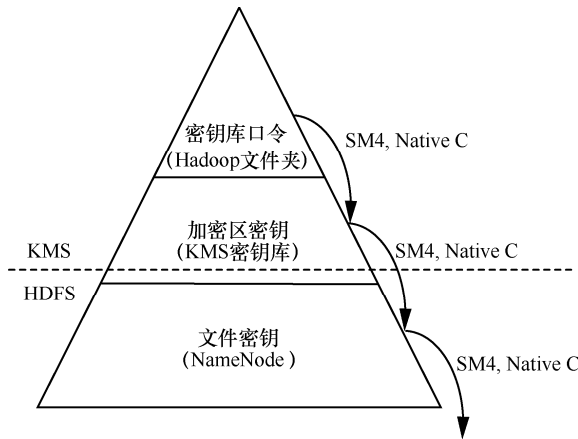 密钥库口令
(Hadoop文件夹)
SM4, Native C
加密区密钥
(KMS密钥库)
KMS
SM4, Native C
HDFS
文件密钥
(NameNode )
SM4, Native C